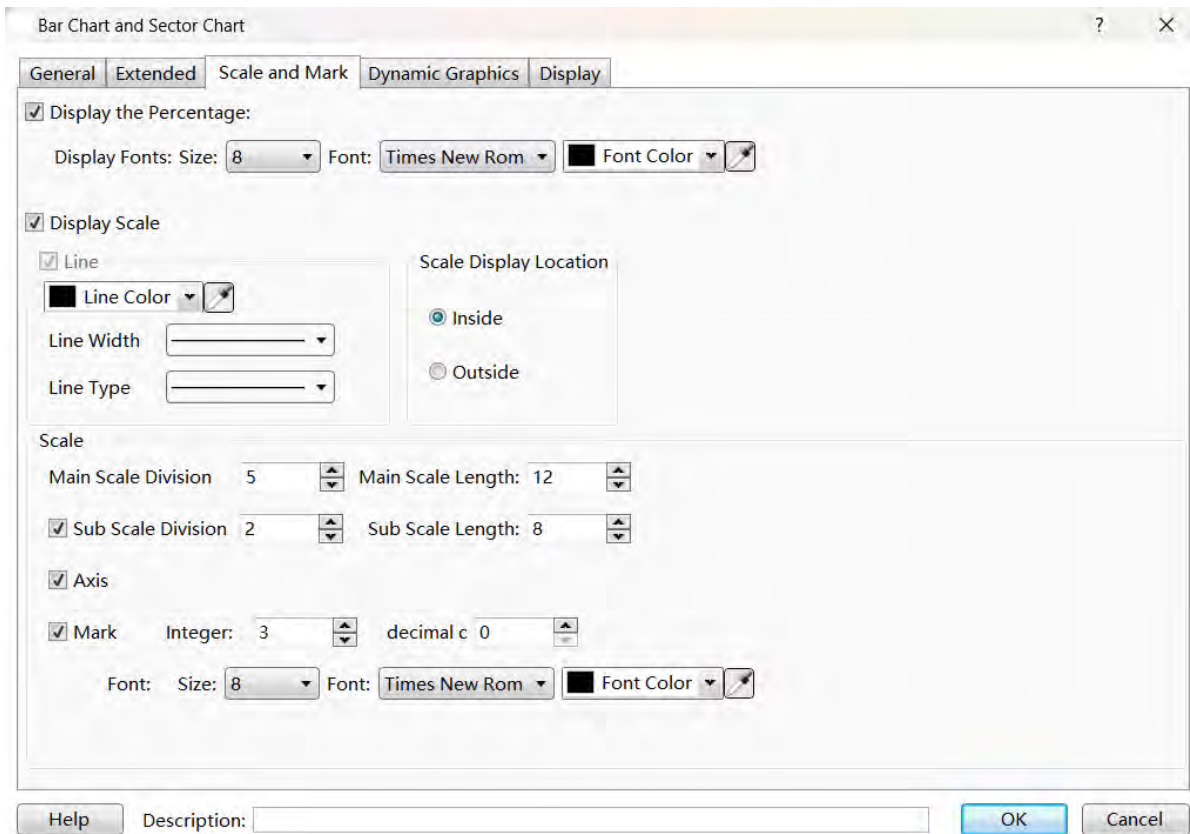 Bar Chart and Sector Chart ?
General Extended Scale and Mark Dynamic Graphics Display
Display the Percentage:
Display Fonts: Size: 8 Font: Times New Rom Font Color
Display Scale
Line Scale Display Location
Line Color
Inside
Line Width
Outside
Line Type
Scale
Main Scale Division 5 Main Scale Length: 12
Sub Scale Division 2 Sub Scale Length: 8
Axis
Mark Integer: 3 decimal c 0
Font: Size: 8 Font: Times New Rom Font Color
Help Description: OK Cancel